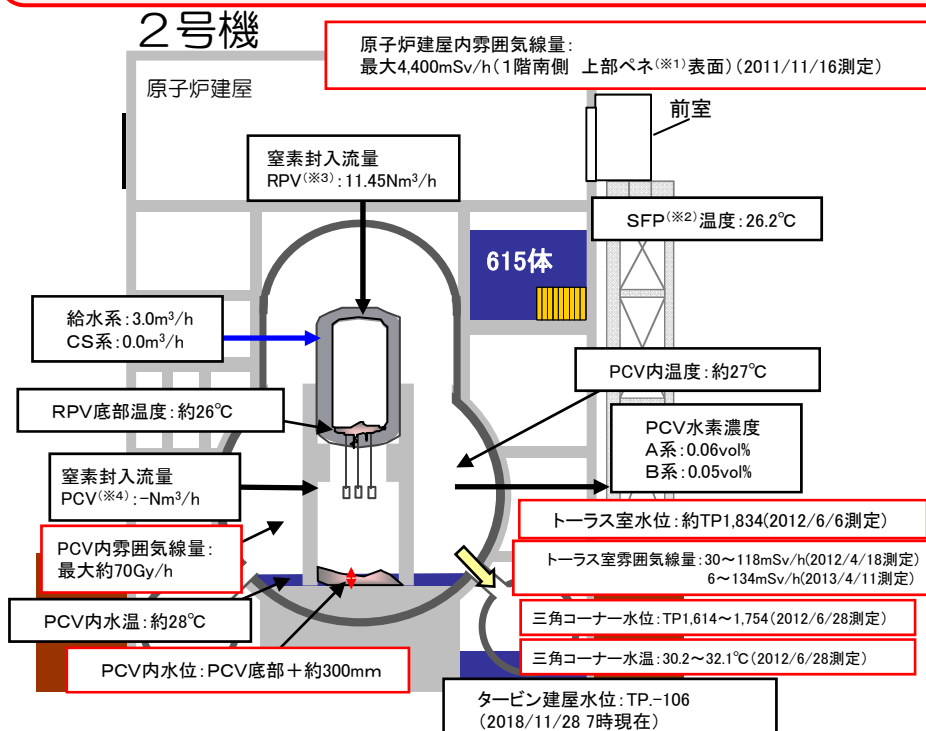 2号機
原子炉建屋内雰囲気線量:
最大4,400mSv/h(1階南側 上部ペネ(※1)表面)(2011/11/16測定)
原子炉建屋
前室
窒素封入流量
RPV(※3):11.45Nm³/h
SFP(※2)温度:26.2℃
615体
給水系:3.0m³/h
CS系:0.0m³/h
PCV内温度:約27℃
RPV底部温度:約26℃
PCV水素濃度
A系:0.06vol%
B系:0.05vol%
窒素封入流量
PCV(※4):-Nm³/h
トーラス室水位:約TP1,834(2012/6/6測定)
PCV内雰囲気線量:
最大約70Gy/h
トーラス室雰囲気線量:30~118mSv/h(2012/4/18測定)
6~134mSv/h(2013/4/11測定)
PCV内水温:約28℃
三角コーナー水位:TP1,614~1,754(2012/6/28測定)
三角コーナー水温:30.2~32.1℃(2012/6/28測定)
PCV内水位:PCV底部+約300mm
タービン建屋水位:TP.-106
(2018/11/28 7時現在)